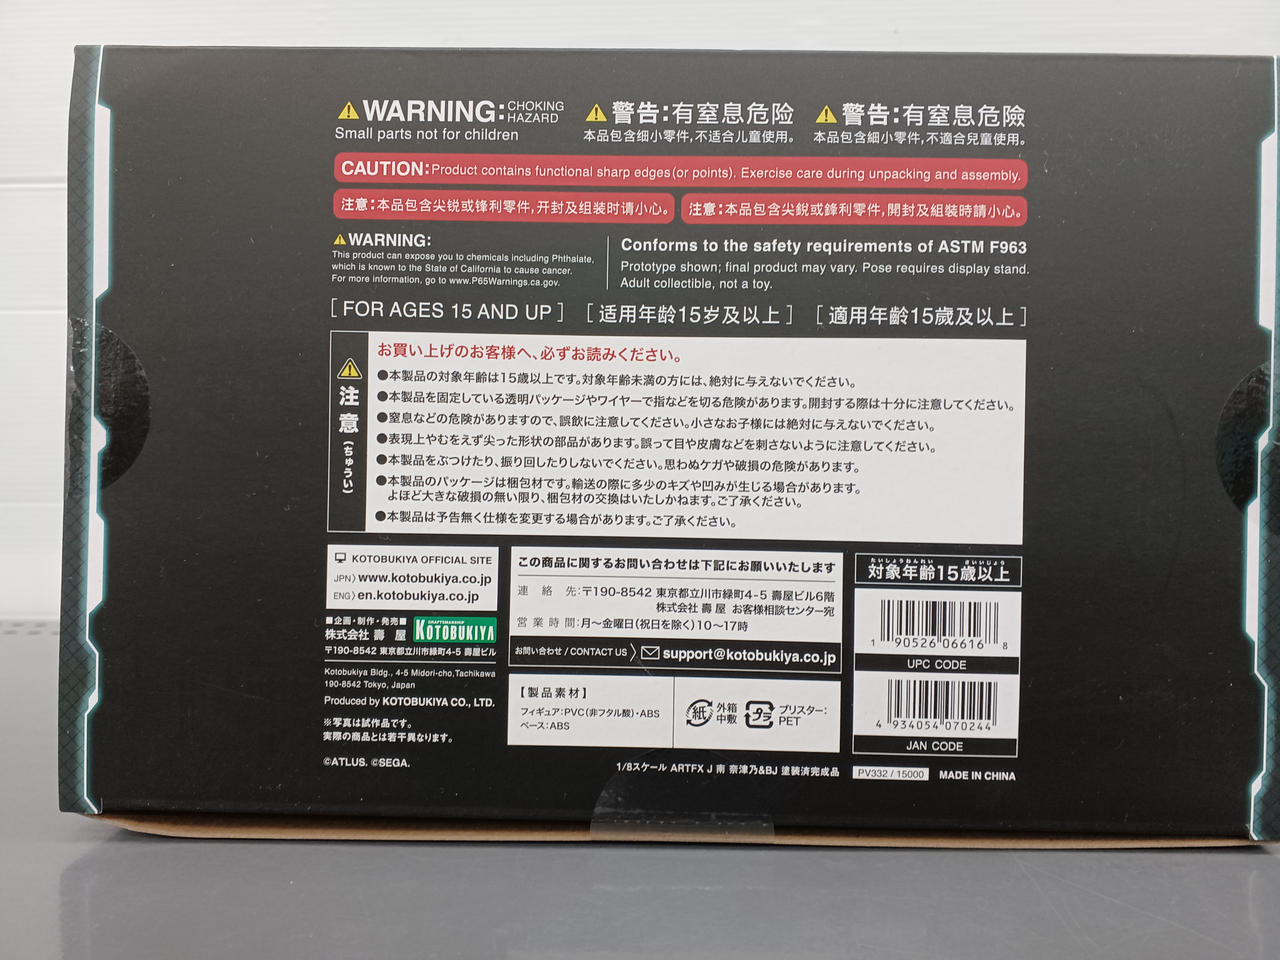 ⚠WARNING: CHOKING HAZARD
Small parts not for children
⚠警告:有窒息危险
本品包含细小零件,不适合儿童使用。
⚠警告:有窒息危險
本品包含細小零件,不適合兒童使用。
CAUTION:Product contains functional sharp edges(or points). Exercise care during unpacking and assembly.
注意:本品包含尖锐或锋利零件,开封及组装时请小心。
注意:本品包含尖銳或鋒利零件,開封及組裝時請小心。
⚠WARNING:
This product can expose you to chemicals including Phthalate,
which is known to the State of California to cause cancer.
For more information, go to www.P65Warnings.ca.gov.
Conforms to the safety requirements of ASTM F963
Prototype shown; final product may vary. Pose requires display stand.
Adult collectible, not a toy.
[ FOR AGES 15 AND UP ]
[ 适用年龄15岁及以上 ]
[ 適用年齡15歲及以上 ]
⚠注意(ちゅうい)
お買い上げのお客様へ、必ずお読みください。
●本製品の対象年齢は15歳以上です。対象年齢未満の方には、絶対に与えないでください。
●本製品を固定している透明パッケージやワイヤーで指などを切る危険があります。開封する際は十分に注意してください。
●窒息などの危険がありますので、誤飲に注意してください。小さなお子様には絶対に与えないでください。
●表現上やむをえず尖った形状の部品があります。誤って目や皮膚などを刺さないように注意してください。
●本製品をぶつけたり、振り回したりしないでください。思わぬケガや破損の危険があります。
●本製品のパッケージは梱包材です。輸送の際に多少のキズや凹みが生じる場合があります。
よほど大きな破損の無い限り、梱包材の交換はいたしかねます。ご了承ください。
●本製品は予告無く仕様を変更する場合があります。ご了承ください。
KOTOBUKIYA OFFICIAL SITE
JPN〉www.kotobukiya.co.jp
ENG〉en.kotobukiya.co.jp
■企画・制作・発売■
株式会社 壽 屋
CRAFTSMANSHIP
KOTOBUKIYA
〒190-8542 東京都立川市緑町4-5 壽屋ビル
Kotobukiya Bldg., 4-5 Midori-cho,Tachikawa
190-8542 Tokyo, Japan
Produced by KOTOBUKIYA CO., LTD.
※写真は試作品です。
実際の商品とは若干異なります。
©ATLUS. ©SEGA.
この商品に関するお問い合わせは下記にお願いいたします
連 絡 先:〒190-8542 東京都立川市緑町4-5 壽屋ビル6階
株式会社 壽 屋 お客様相談センター宛
営業時間:月〜金曜日(祝日を除く)10〜17時
お問い合わせ / CONTACT US 〉 support@kotobukiya.co.jp
【製品素材】
フィギュア:PVC(非フタル酸)・ABS
ベース:ABS
紙 外箱
中敷
プラ ブリスター:
PET
1/8スケール ARTFX J 南 奈津乃&BJ 塗装済完成品
たいしょうねんれい さいいじょう
対象年齢15歳以上
1 90526 06616 8
UPC CODE
4 934054 070244
JAN CODE
PV332 / 15000
MADE IN CHINA